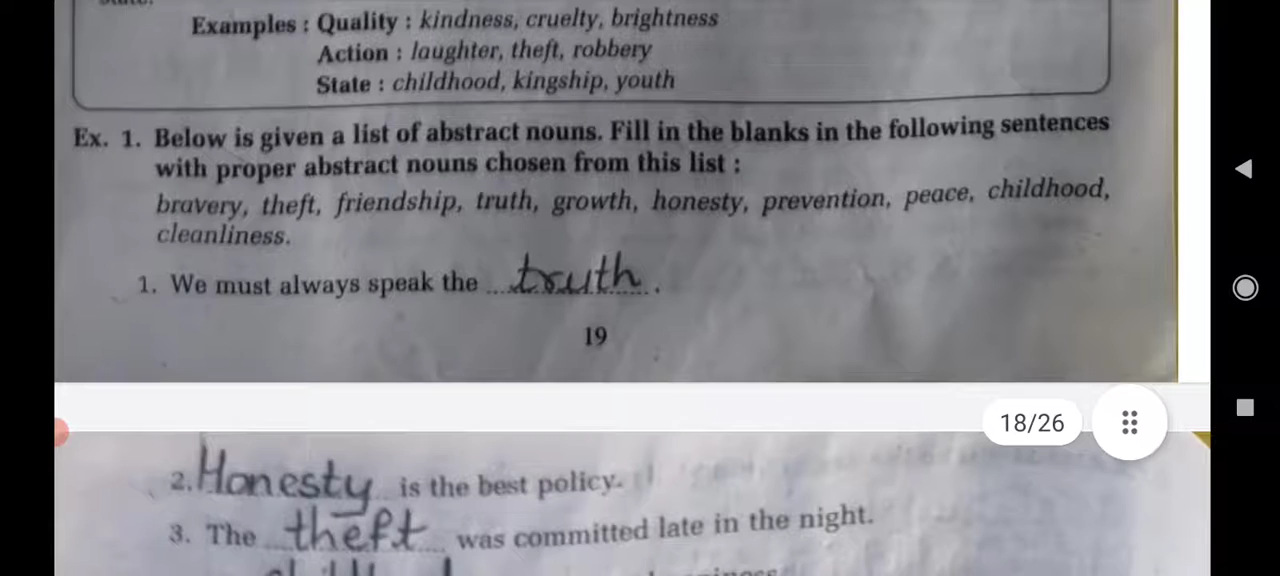 Examples : Quality : kindness, cruelty, brightness
Action : laughter, theft, robbery
State : childhood, kingship, youth
Ex. 1. Below is given a list of abstract nouns. Fill in the blanks in the following sentences
with proper abstract nouns chosen from this list :
bravery, theft, friendship, truth, growth, honesty, prevention, peace, childhood,
cleanliness.
1. We must always speak the truth.
19
18/26
2. Honesty is the best policy.
3. The theft was committed late in the night.